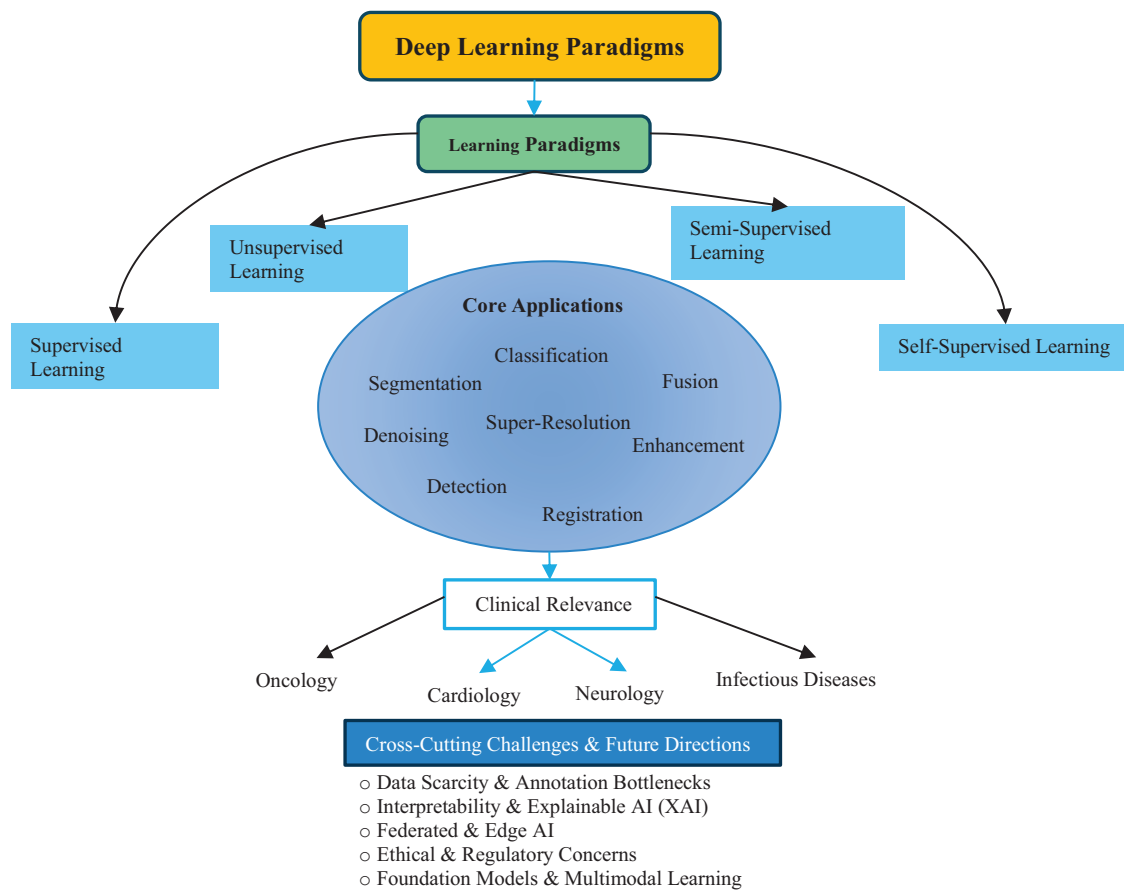 Deep Learning Paradigms
Learning Paradigms
Unsupervised
Learning
Semi-Supervised
Learning
Supervised
Learning
Self-Supervised Learning
Core Applications
Classification
Segmentation
Fusion
Super-Resolution
Denoising
Enhancement
Detection
Registration
Clinical Relevance
Oncology
Cardiology
Neurology
Infectious Diseases
Cross-Cutting Challenges & Future Directions
o Data Scarcity & Annotation Bottlenecks
o Interpretability & Explainable AI (XAI)
o Federated & Edge AI
o Ethical & Regulatory Concerns
o Foundation Models & Multimodal Learning